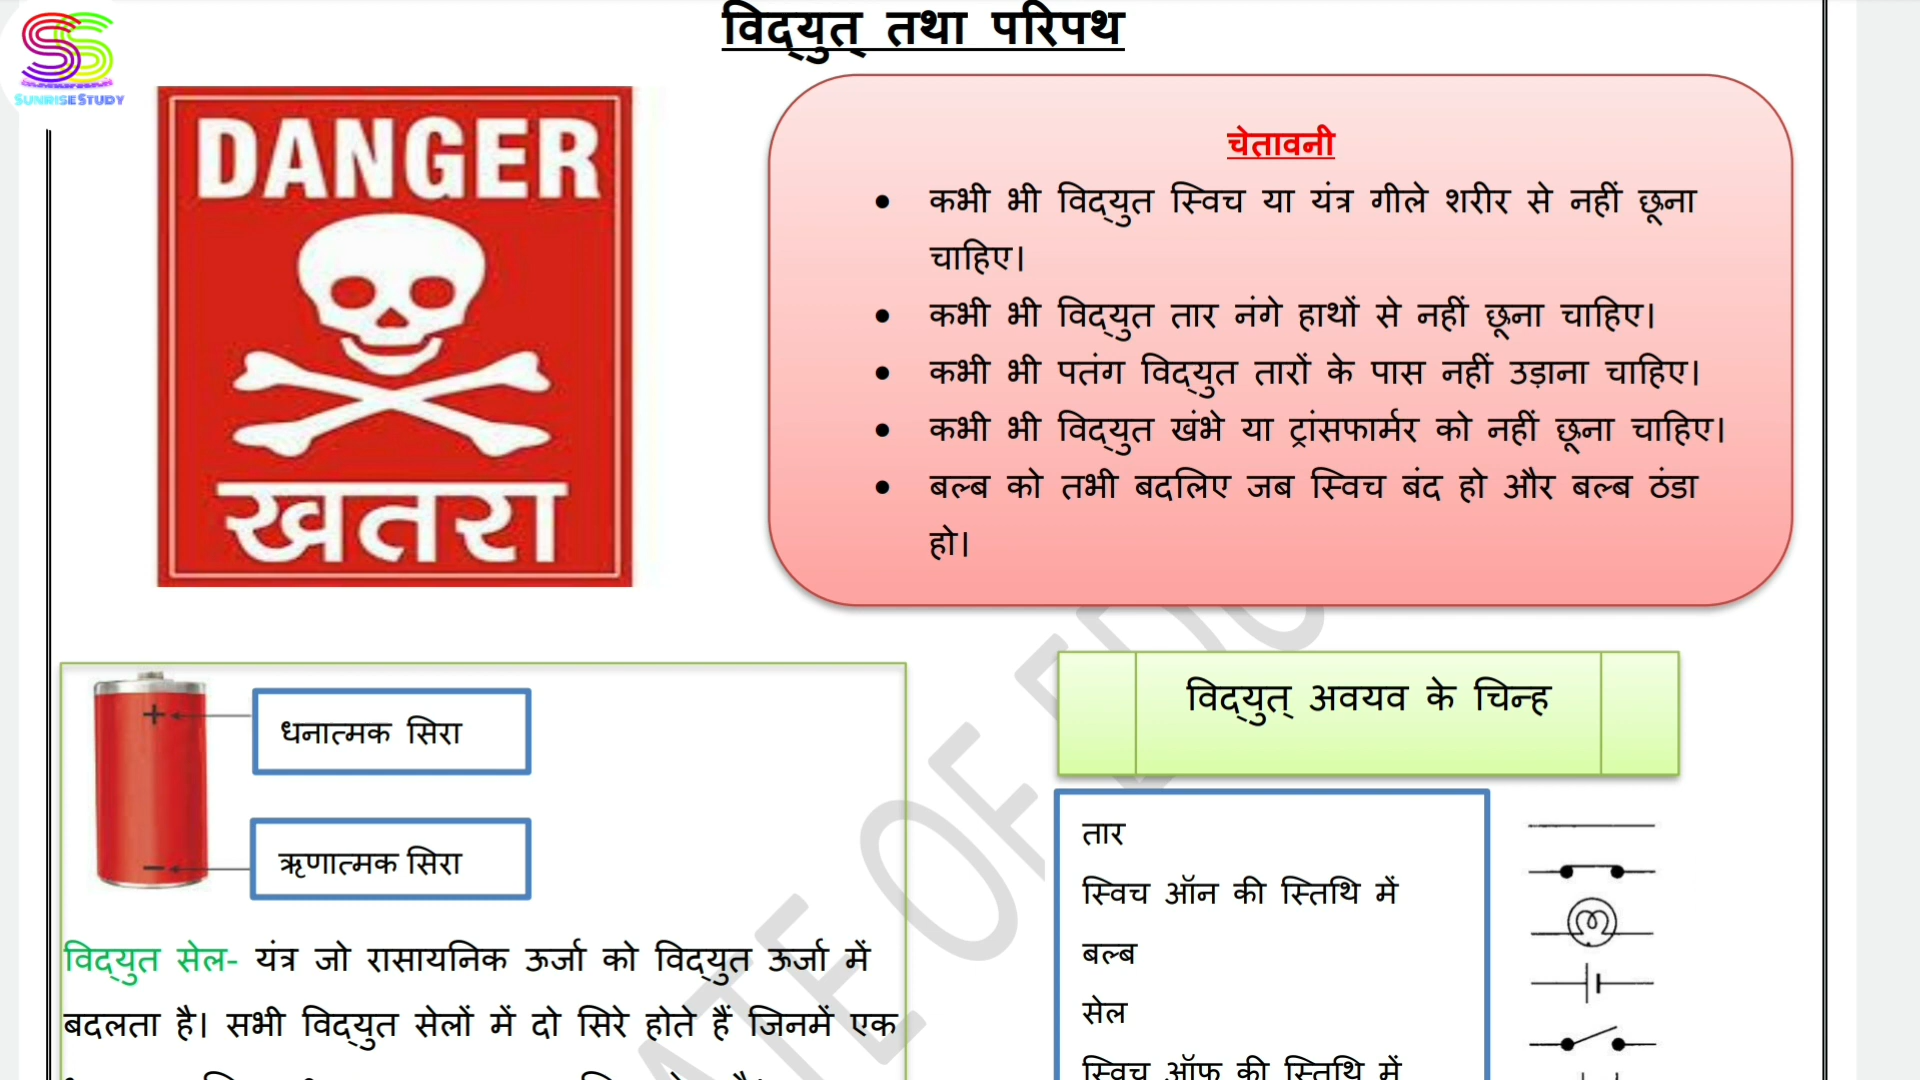 विद्युत् तथा परिपथ
SS
SUNRISE STUDY
DANGER
खतरा
चेतावनी
• कभी भी विद्युत स्विच या यंत्र गीले शरीर से नहीं छूना
चाहिए।
• कभी भी विद्युत तार नंगे हाथों से नहीं छूना चाहिए।
• कभी भी पतंग विद्युत तारों के पास नहीं उड़ाना चाहिए।
• कभी भी विद्युत खंभे या ट्रांसफार्मर को नहीं छूना चाहिए।
• बल्ब को तभी बदलिए जब स्विच बंद हो और बल्ब ठंडा
हो।
+
धनात्मक सिरा
−
ऋणात्मक सिरा
विद्युत सेल- यंत्र जो रासायनिक ऊर्जा को विद्युत ऊर्जा में
बदलता है। सभी विद्युत सेलों में दो सिरे होते हैं जिनमें एक
विद्युत् अवयव के चिन्ह
तार
स्विच ऑन की स्तिथि में
बल्ब
सेल
स्विच ऑफ की स्तिथि में
OF